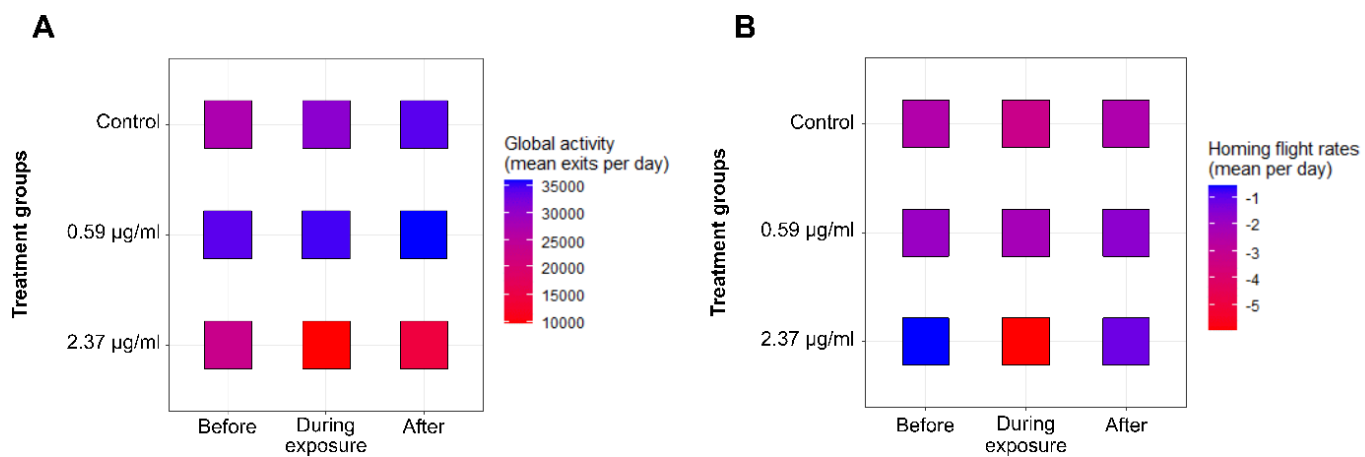 A
Treatment groups
Control
0.59 µg/ml
2.37 µg/ml
Before
During
exposure
After
Global activity
(mean exits per day)
35000
30000
25000
20000
15000
10000
B
Treatment groups
Control
0.59 µg/ml
2.37 µg/ml
Before
During
exposure
After
Homing flight rates
(mean per day)
-1
-2
-3
-4
-5